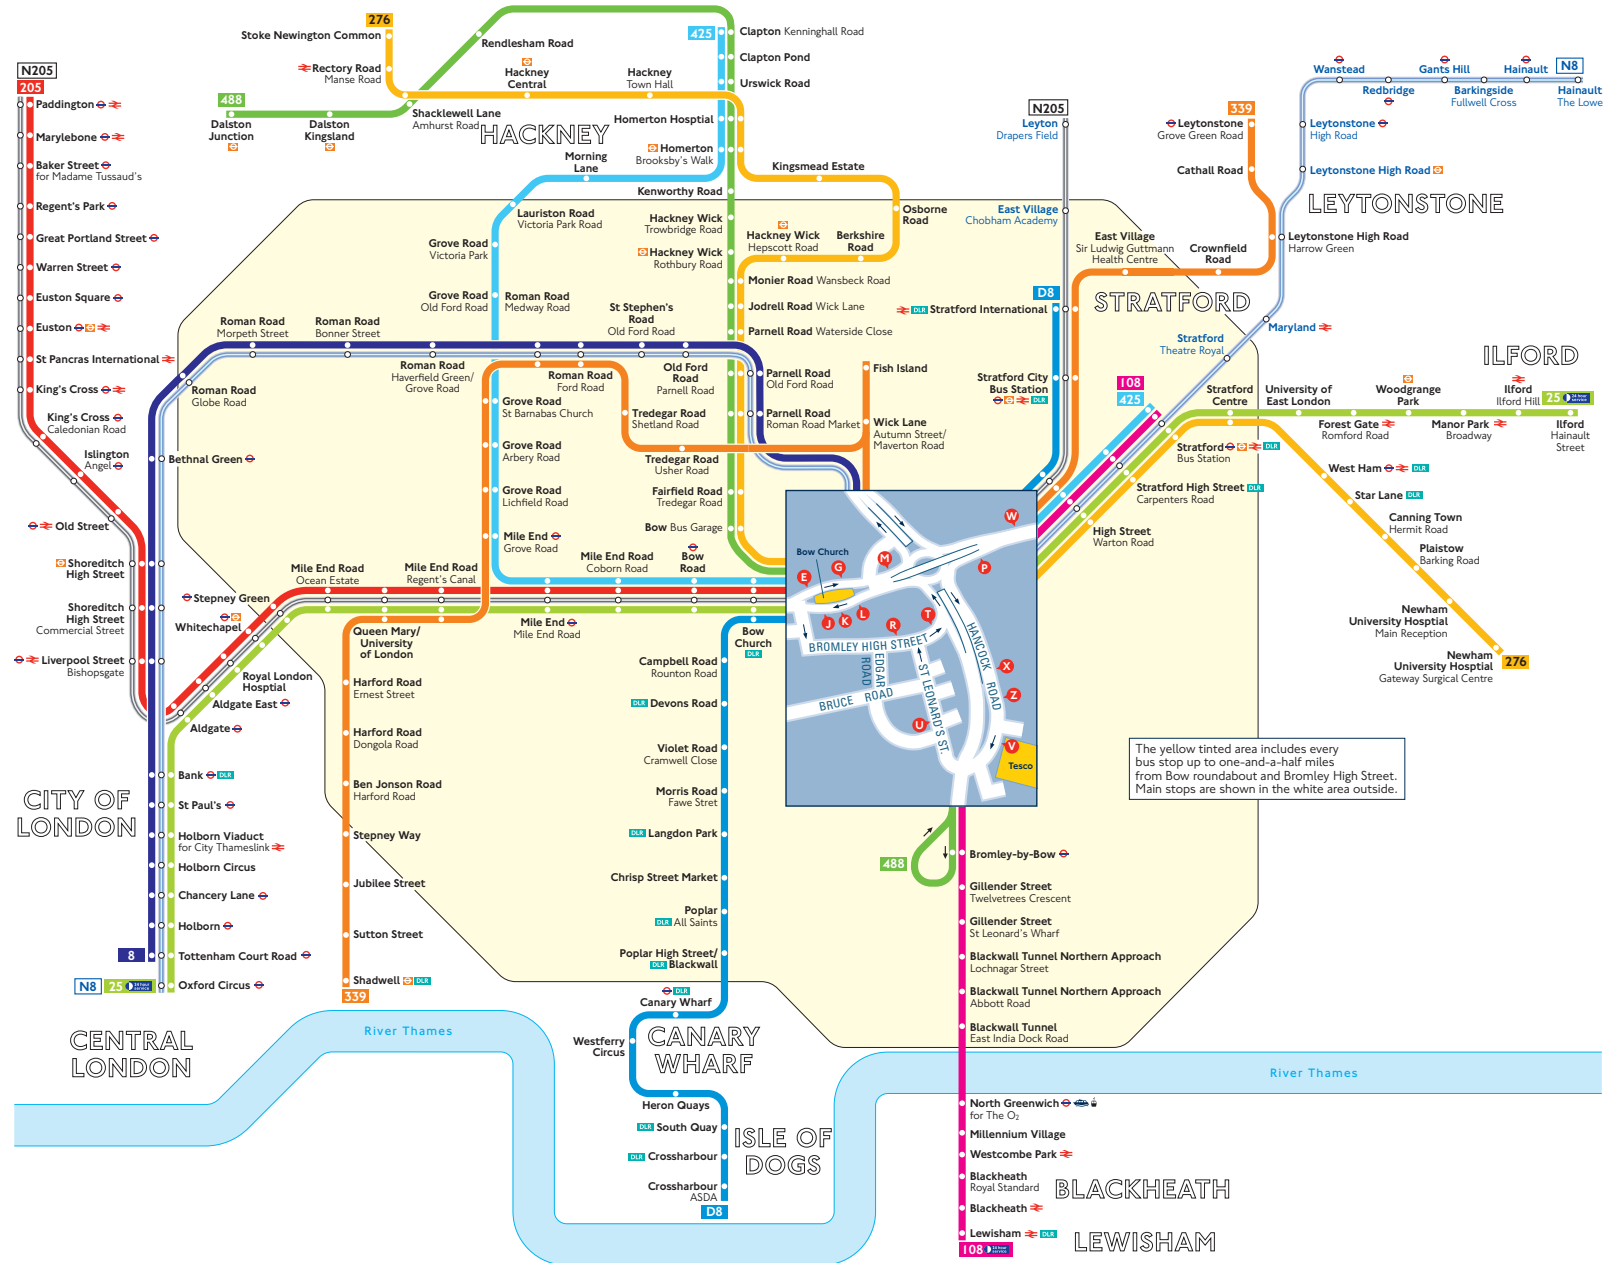 276
Stoke Newington Common
Rectory Road
Manse Road
488
Dalston
Junction
Dalston
Kingsland
Rendlesham Road
Shacklewell Lane
Amhurst Road
Hackney
Central
Hackney
Town Hall
HACKNEY
425
Clapton Kenninghall Road
Clapton Pond
Urswick Road
Homerton Hosptial
Homerton
Brooksby's Walk
Morning
Lane
Kenworthy Road
Kingsmead Estate
Lauriston Road
Victoria Park Road
Hackney Wick
Trowbridge Road
Hackney Wick
Rothbury Road
Hackney Wick
Hepscott Road
Berkshire
Road
Osborne
Road
Grove Road
Victoria Park
Grove Road
Old Ford Road
Roman Road
Medway Road
St Stephen's
Road
Old Ford Road
Monier Road Wansbeck Road
Jodrell Road Wick Lane
Parnell Road Waterside Close
N205
205
Paddington
Marylebone
Baker Street
for Madame Tussaud's
Regent's Park
Great Portland Street
Warren Street
Euston Square
Euston
St Pancras International
King's Cross
King's Cross
Caledonian Road
Islington
Angel
Old Street
Shoreditch
High Street
Shoreditch
High Street
Commercial Street
Liverpool Street
Bishopsgate
Roman Road
Morpeth Street
Roman Road
Bonner Street
Roman Road
Globe Road
Bethnal Green
Roman Road
Haverfield Green/
Grove Road
Roman Road
Ford Road
Old Ford
Road
Parnell Road
Parnell Road
Old Ford Road
Parnell Road
Roman Road Market
Fish Island
Wick Lane
Autumn Street/
Maverton Road
Grove Road
St Barnabas Church
Tredegar Road
Shetland Road
Grove Road
Arbery Road
Tredegar Road
Usher Road
Grove Road
Lichfield Road
Fairfield Road
Tredegar Road
Bow Bus Garage
Mile End
Grove Road
Mile End Road
Ocean Estate
Mile End Road
Regent's Canal
Mile End Road
Coborn Road
Bow
Road
Stepney Green
Whitechapel
Royal London
Hosptial
Aldgate East
Aldgate
Queen Mary/
University
of London
Mile End
Mile End Road
Bow
Church
DLR
Harford Road
Ernest Street
Harford Road
Dongola Road
Ben Jonson Road
Harford Road
Stepney Way
Jubilee Street
Sutton Street
Shadwell DLR
339
Campbell Road
Rounton Road
DLR Devons Road
Violet Road
Cramwell Close
Morris Road
Fawe Stret
DLR Langdon Park
Chrisp Street Market
Poplar
DLR All Saints
Poplar High Street/
DLR Blackwall
DLR
Canary Wharf
Westferry
Circus
CANARY
WHARF
Heron Quays
DLR South Quay
DLR Crossharbour
Crossharbour
ASDA
D8
ISLE OF
DOGS
CITY OF
LONDON
Bank DLR
St Paul's
Holborn Viaduct
for City Thameslink
Holborn Circus
Chancery Lane
Holborn
8
Tottenham Court Road
N8
25
24 hour
service
Oxford Circus
CENTRAL
LONDON
River Thames
River Thames
N205
Leyton
Drapers Field
East Village
Chobham Academy
339
Leytonstone
Grove Green Road
Cathall Road
East Village
Sir Ludwig Guttmann
Health Centre
Crownfield
Road
D8
DLR Stratford International
Stratford City
Bus Station
DLR
STRATFORD
Wanstead
Redbridge
Gants Hill
Barkingside
Fullwell Cross
Hainault
N8
Hainault
The Lowe
Leytonstone
High Road
Leytonstone High Road
LEYTONSTONE
Leytonstone High Road
Harrow Green
Maryland
Stratford
Theatre Royal
ILFORD
108
425
Stratford
Centre
University of
East London
Woodgrange
Park
Ilford
Ilford Hill
25
24 hour
service
Forest Gate
Romford Road
Manor Park
Broadway
Ilford
Hainault
Street
Stratford DLR
Bus Station
Stratford High Street DLR
Carpenters Road
High Street
Warton Road
West Ham DLR
Star Lane DLR
Canning Town
Hermit Road
Plaistow
Barking Road
Newham
University Hosptial
Main Reception
Newham
University Hosptial
Gateway Surgical Centre
276
Bow Church
W
M
G
E
P
J
K
L
R
T
X
Z
U
V
BROMLEY HIGH STREET
EDGAR
ROAD
BRUCE ROAD
ST LEONARD'S ST.
HANCOCK ROAD
Tesco
The yellow tinted area includes every
bus stop up to one-and-a-half miles
from Bow roundabout and Bromley High Street.
Main stops are shown in the white area outside.
488
Bromley-by-Bow
Gillender Street
Twelvetrees Crescent
Gillender Street
St Leonard's Wharf
Blackwall Tunnel Northern Approach
Lochnagar Street
Blackwall Tunnel Northern Approach
Abbott Road
Blackwall Tunnel
East India Dock Road
North Greenwich
for The O2
Millennium Village
Westcombe Park
Blackheath
Royal Standard
Blackheath
BLACKHEATH
Lewisham DLR
108
24 hour
service
LEWISHAM